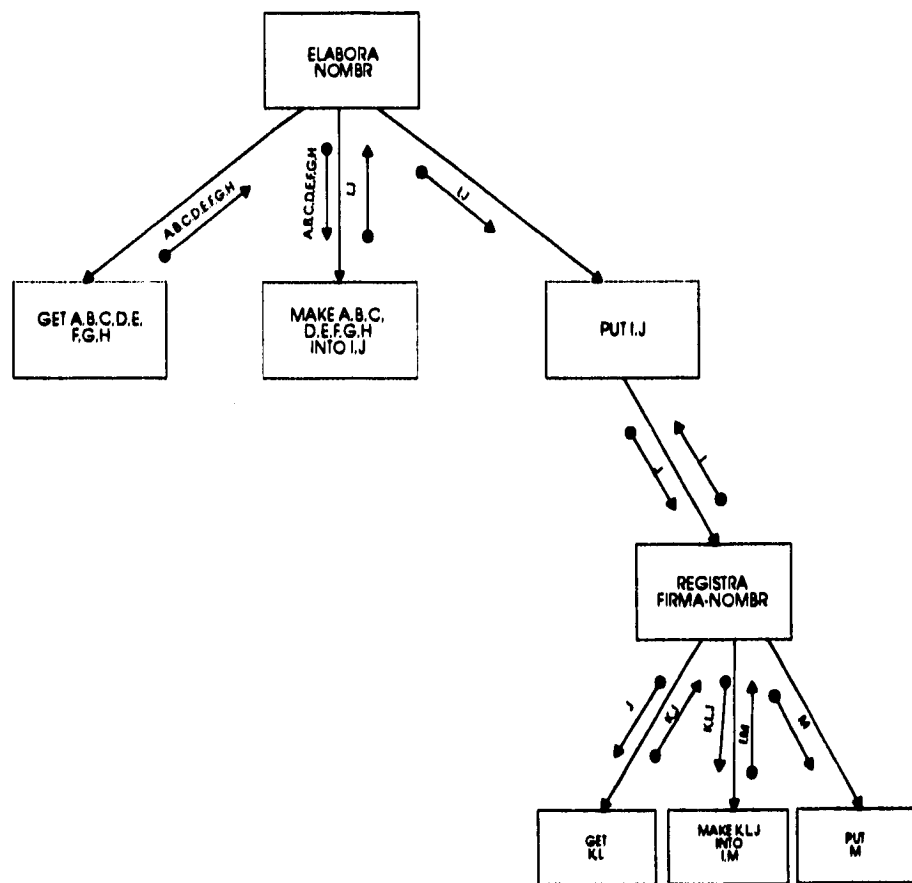 ELABORA
NOMBR
A.B.C.D.E.F.G.H
A.B.C.D.E.F.G.H
I.J
I.J
GET A.B.C.D.E.
F.G.H
MAKE A.B.C.
D.E.F.G.H
INTO I.J
PUT I.J
REGISTRA
FIRMA-NOMBR
J
K.J
K.L.J
I.M
M
GET
K.L
MAKE K.L.J
INTO
I.M
PUT
M